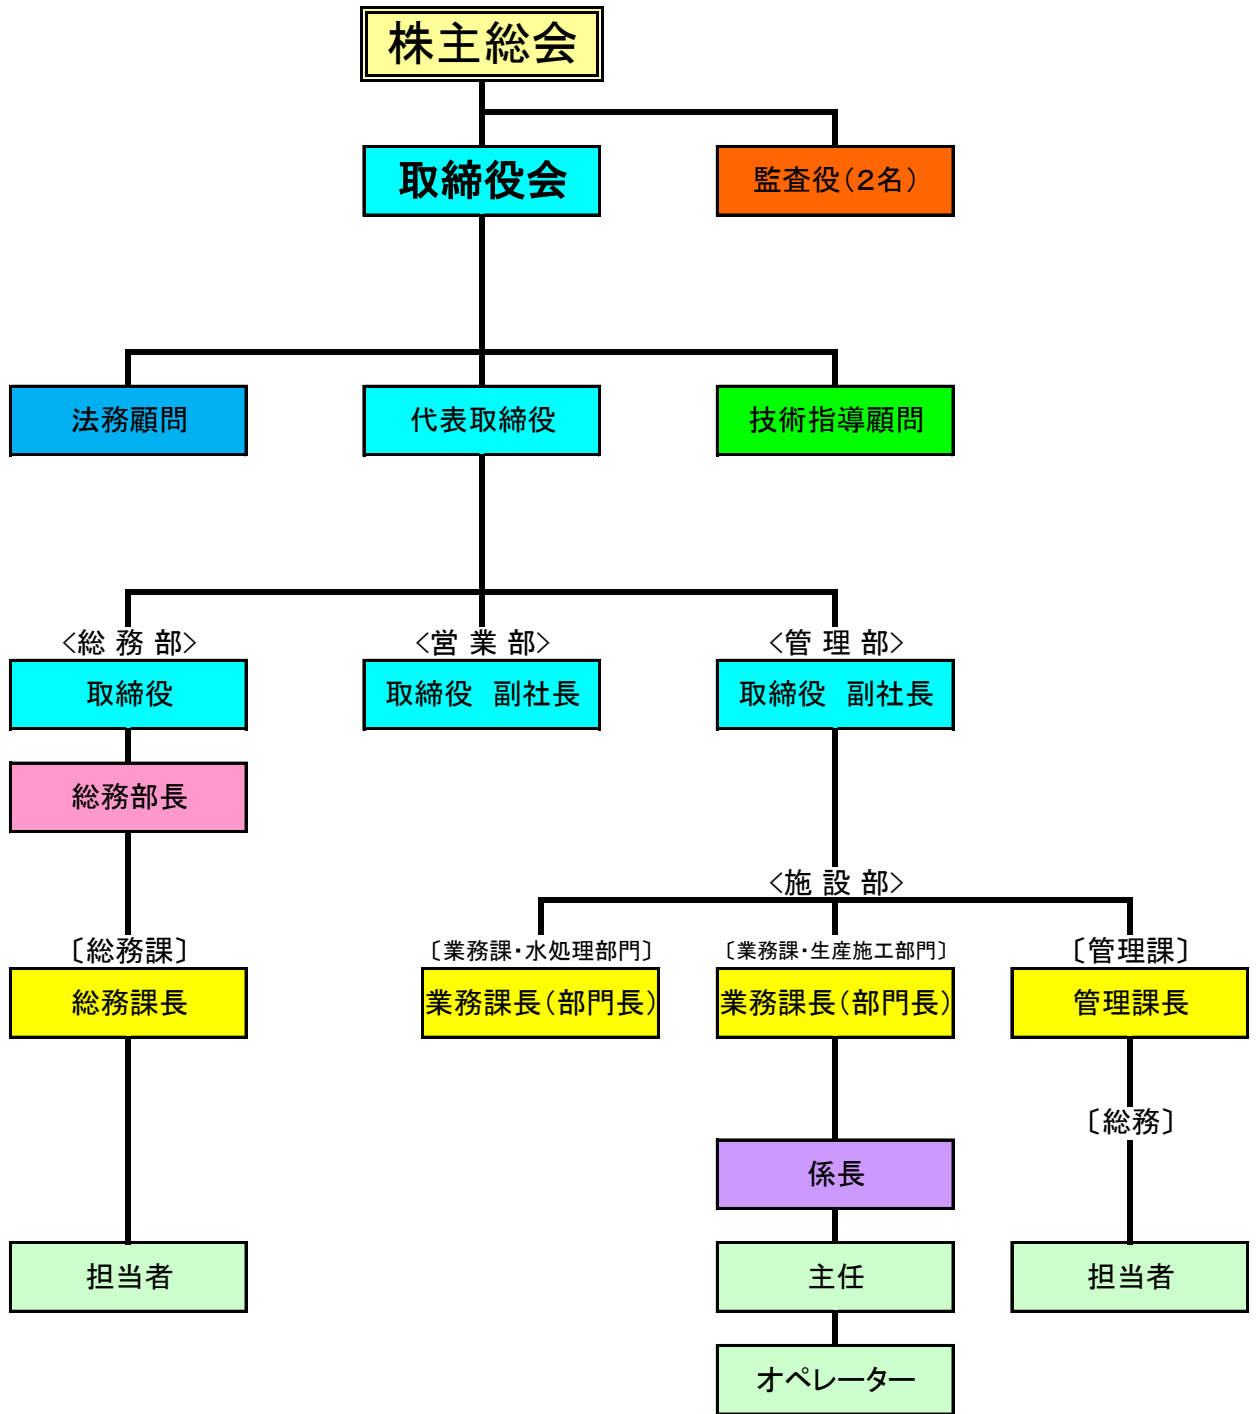 株主総会
取締役会
監査役（２名）
法務顧問
代表取締役
技術指導顧問
<総 務 部>
<営 業 部>
<管 理 部>
取締役
取締役　副社長
取締役　副社長
総務部長
<施 設 部>
〔総務課〕
〔業務課・水処理部門〕
〔業務課・生産施工部門〕
〔管理課〕
総務課長
業務課長（部門長）
業務課長（部門長）
管理課長
〔総務〕
係長
担当者
主任
担当者
オペレーター